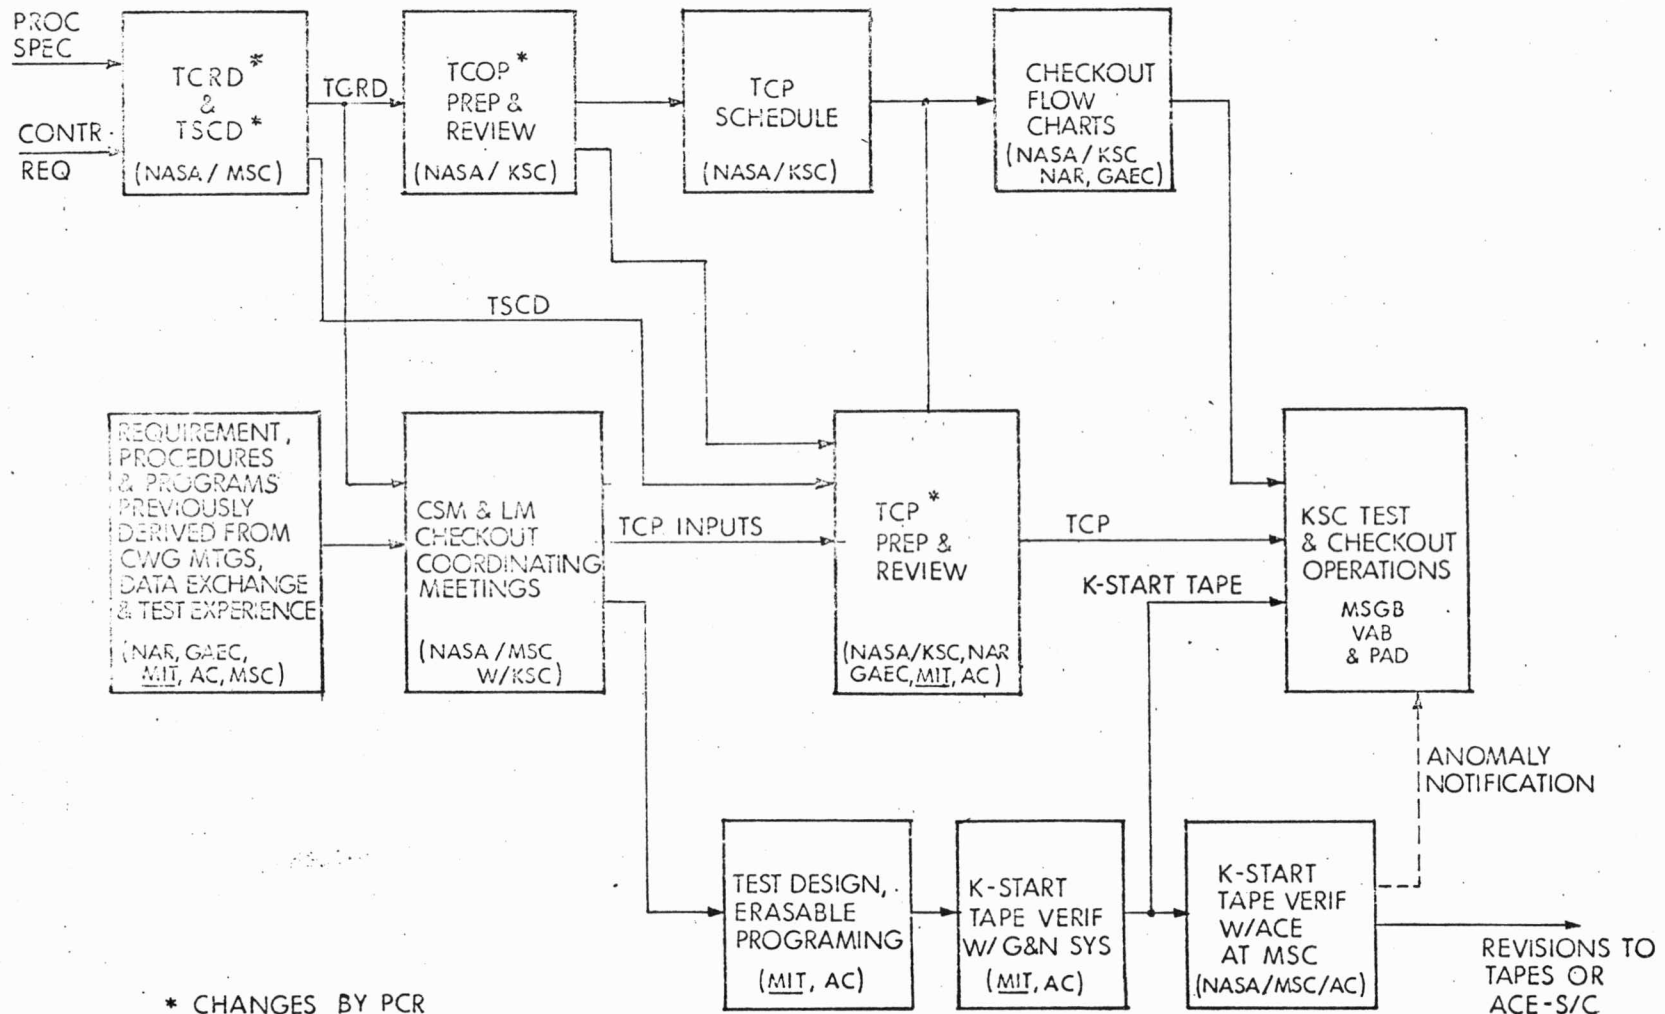 PROC
SPEC
CONTR
REQ
TCRD*
&
TSCD*
(NASA / MSC)
TCRD
TCOP*
PREP &
REVIEW
(NASA / KSC)
TCP
SCHEDULE
(NASA/KSC)
CHECKOUT
FLOW
CHARTS
(NASA / KSC
NAR, GAEC)
TSCD
REQUIREMENT,
PROCEDURES
& PROGRAMS
PREVIOUSLY
DERIVED FROM
CWG MTGS,
DATA EXCHANGE
& TEST EXPERIENCE
(NAR, GAEC,
MIT, AC, MSC)
CSM & LM
CHECKOUT
COORDINATING
MEETINGS
(NASA / MSC
W/KSC)
TCP INPUTS
TCP*
PREP &
REVIEW
(NASA/KSC, NAR
GAEC, MIT, AC)
TCP
K-START TAPE
KSC TEST
& CHECKOUT
OPERATIONS
MSGB
VAB
& PAD
ANOMALY
NOTIFICATION
TEST DESIGN,
ERASABLE
PROGRAMING
(MIT, AC)
K-START
TAPE VERIF
W/ G&N SYS
(MIT, AC)
K-START
TAPE VERIF
W/ACE
AT MSC
(NASA/MSC/AC)
REVISIONS TO
TAPES OR
ACE-S/C
* CHANGES BY PCR